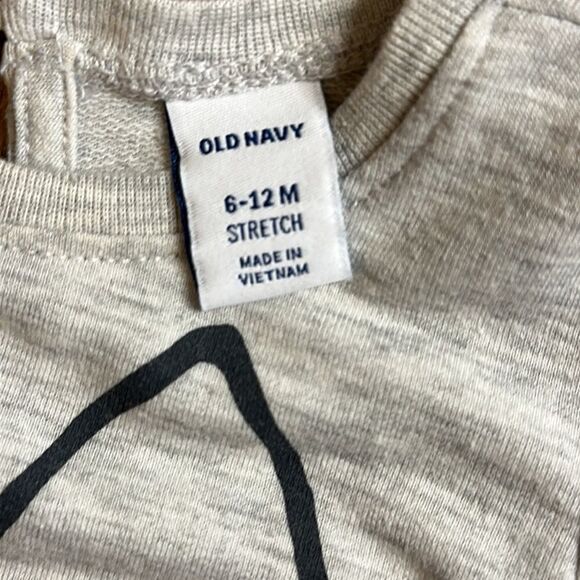 OLD NAVY
6-12 M
STRETCH
MADE IN
VIETNAM